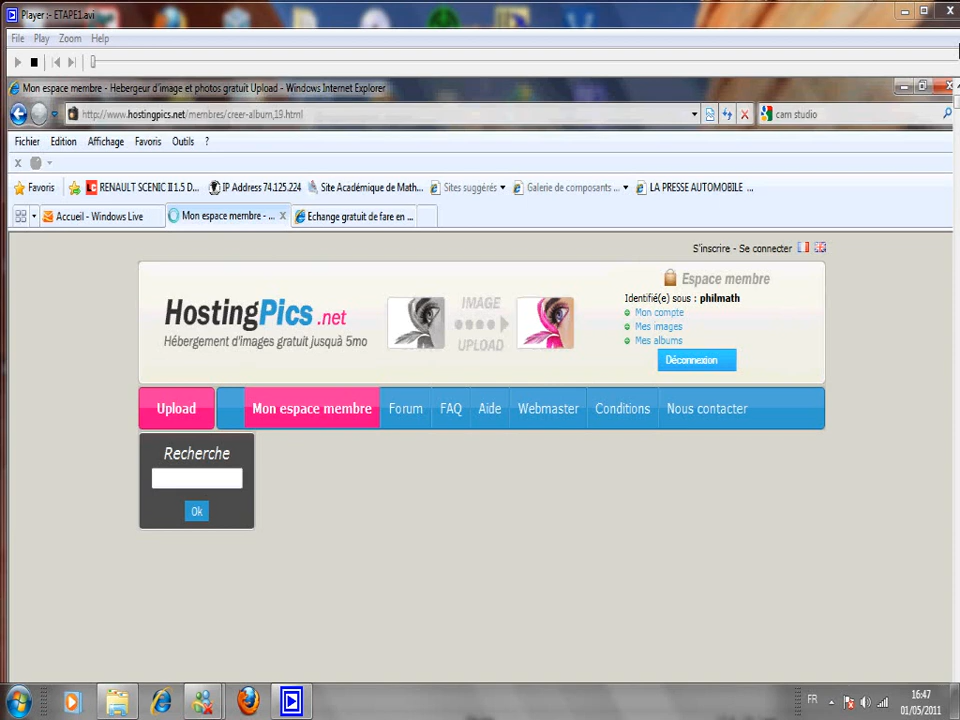 Player :- ETAPE1.avi
File Play Zoom Help
Mon espace membre - Hebergeur d'image et photos gratuit Upload - Windows Internet Explorer
http://www.hostingpics.net/membres/creer-album,19.html
cam studio
Fichier Edition Affichage Favoris Outils ?
x
Favoris RENAULT SCENIC II 1.5 D... IP Address 74.125.224 Site Académique de Math... Sites suggérés Galerie de composants ... LA PRESSE AUTOMOBILE ...
Accueil - Windows Live Mon espace membre - ... x Echange gratuit de fare en ...
S'inscrire - Se connecter
Espace membre
Identifié(e) sous : philmath
Mon compte
Mes images
Mes albums
Déconnexion
HostingPics .net
Hébergement d'images gratuit jusquà 5mo
IMAGE
UPLOAD
Upload Mon espace membre Forum FAQ Aide Webmaster Conditions Nous contacter
Recherche
Ok
FR
16:47
01/05/2011